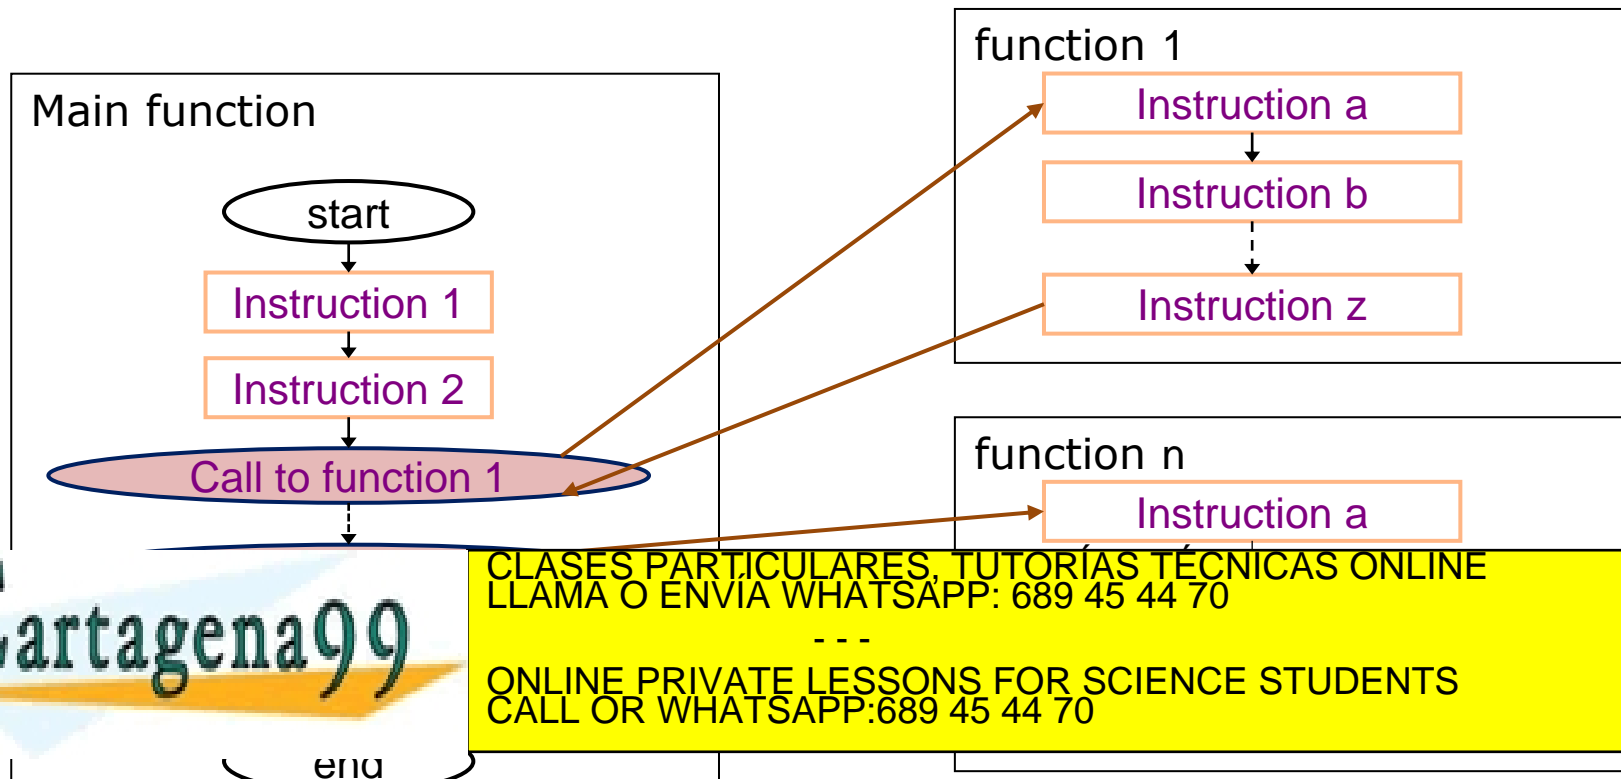 Main function
start
Instruction 1
Instruction 2
Call to function 1
end
function 1
Instruction a
Instruction b
Instruction z
function n
Instruction a
Cartagena99
CLASES PARTICULARES, TUTORÍAS TÉCNICAS ONLINE
LLAMA O ENVÍA WHATSAPP: 689 45 44 70
- - -
ONLINE PRIVATE LESSONS FOR SCIENCE STUDENTS
CALL OR WHATSAPP:689 45 44 70